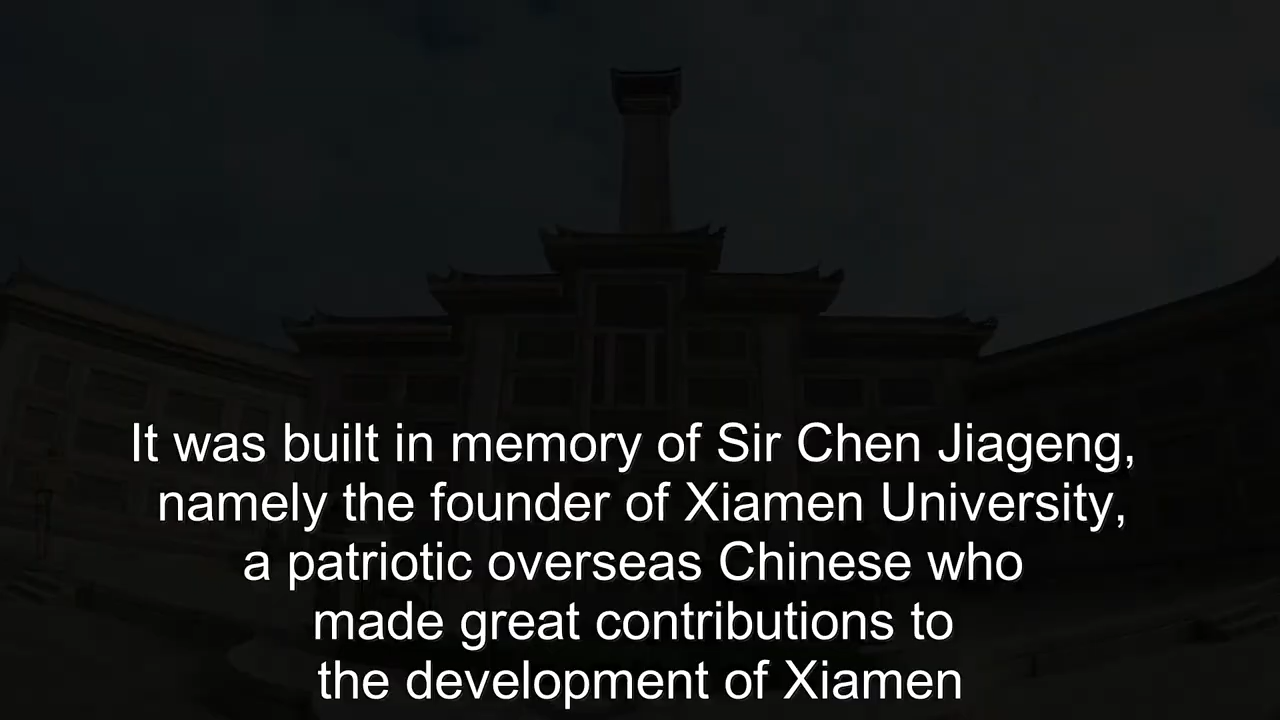 It was built in memory of Sir Chen Jiageng,
namely the founder of Xiamen University,
a patriotic overseas Chinese who
made great contributions to
the development of Xiamen